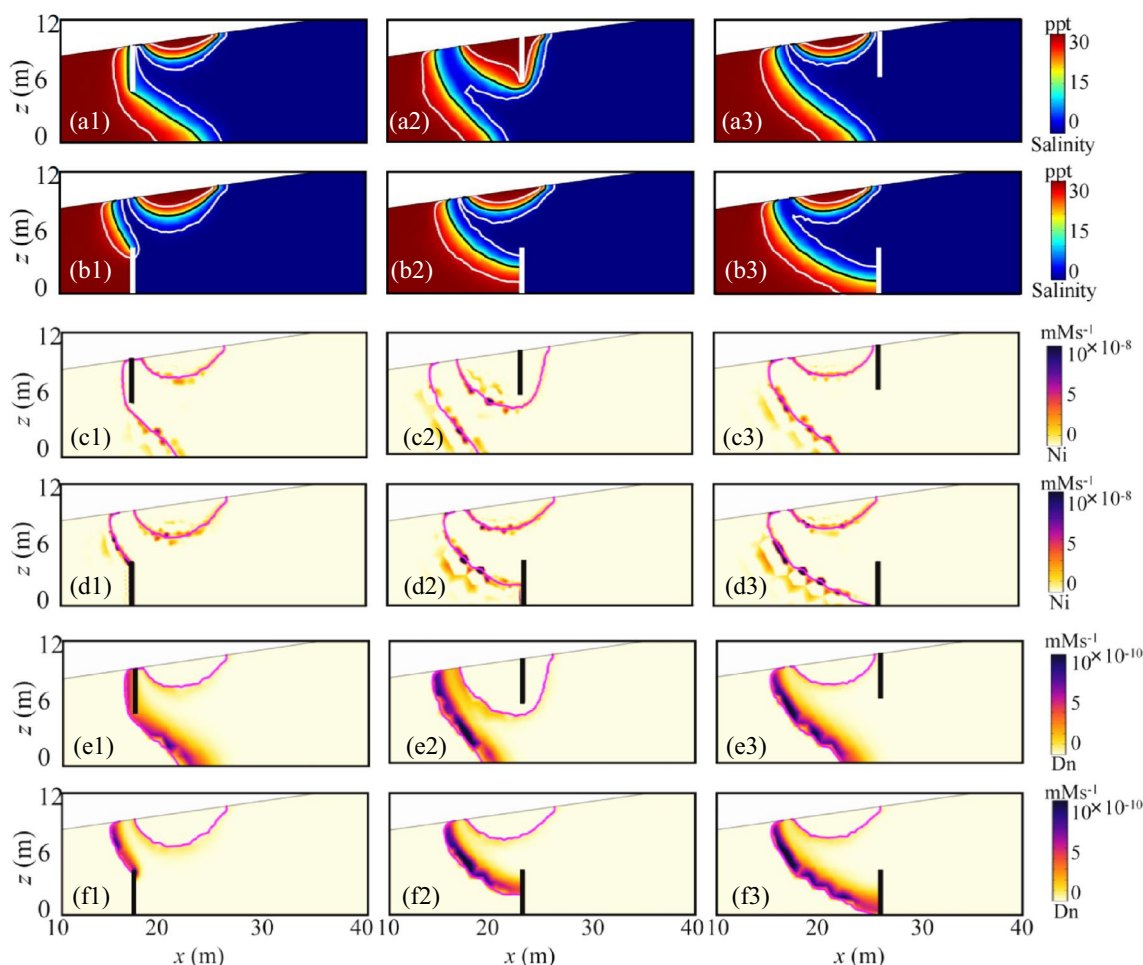 12
6
0
z (m)
(a1)
(a2)
(a3)
ppt
30
15
0
Salinity
12
6
0
z (m)
(b1)
(b2)
(b3)
ppt
30
15
0
Salinity
12
6
0
z (m)
(c1)
(c2)
(c3)
mMs⁻¹
10×10⁻⁸
5
0
Ni
12
6
0
z (m)
(d1)
(d2)
(d3)
mMs⁻¹
10×10⁻⁸
5
0
Ni
12
6
0
z (m)
(e1)
(e2)
(e3)
mMs⁻¹
10×10⁻¹⁰
5
0
Dn
12
6
0
z (m)
(f1)
(f2)
(f3)
mMs⁻¹
10×10⁻¹⁰
5
0
Dn
10 20 30 40 10 20 30 40 10 20 30 40
x (m) x (m) x (m)